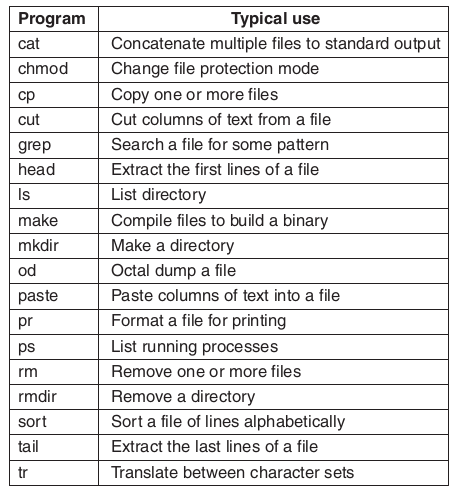 Program Typical use
cat Concatenate multiple files to standard output
chmod Change file protection mode
cp Copy one or more files
cut Cut columns of text from a file
grep Search a file for some pattern
head Extract the first lines of a file
ls List directory
make Compile files to build a binary
mkdir Make a directory
od Octal dump a file
paste Paste columns of text into a file
pr Format a file for printing
ps List running processes
rm Remove one or more files
rmdir Remove a directory
sort Sort a file of lines alphabetically
tail Extract the last lines of a file
tr Translate between character sets